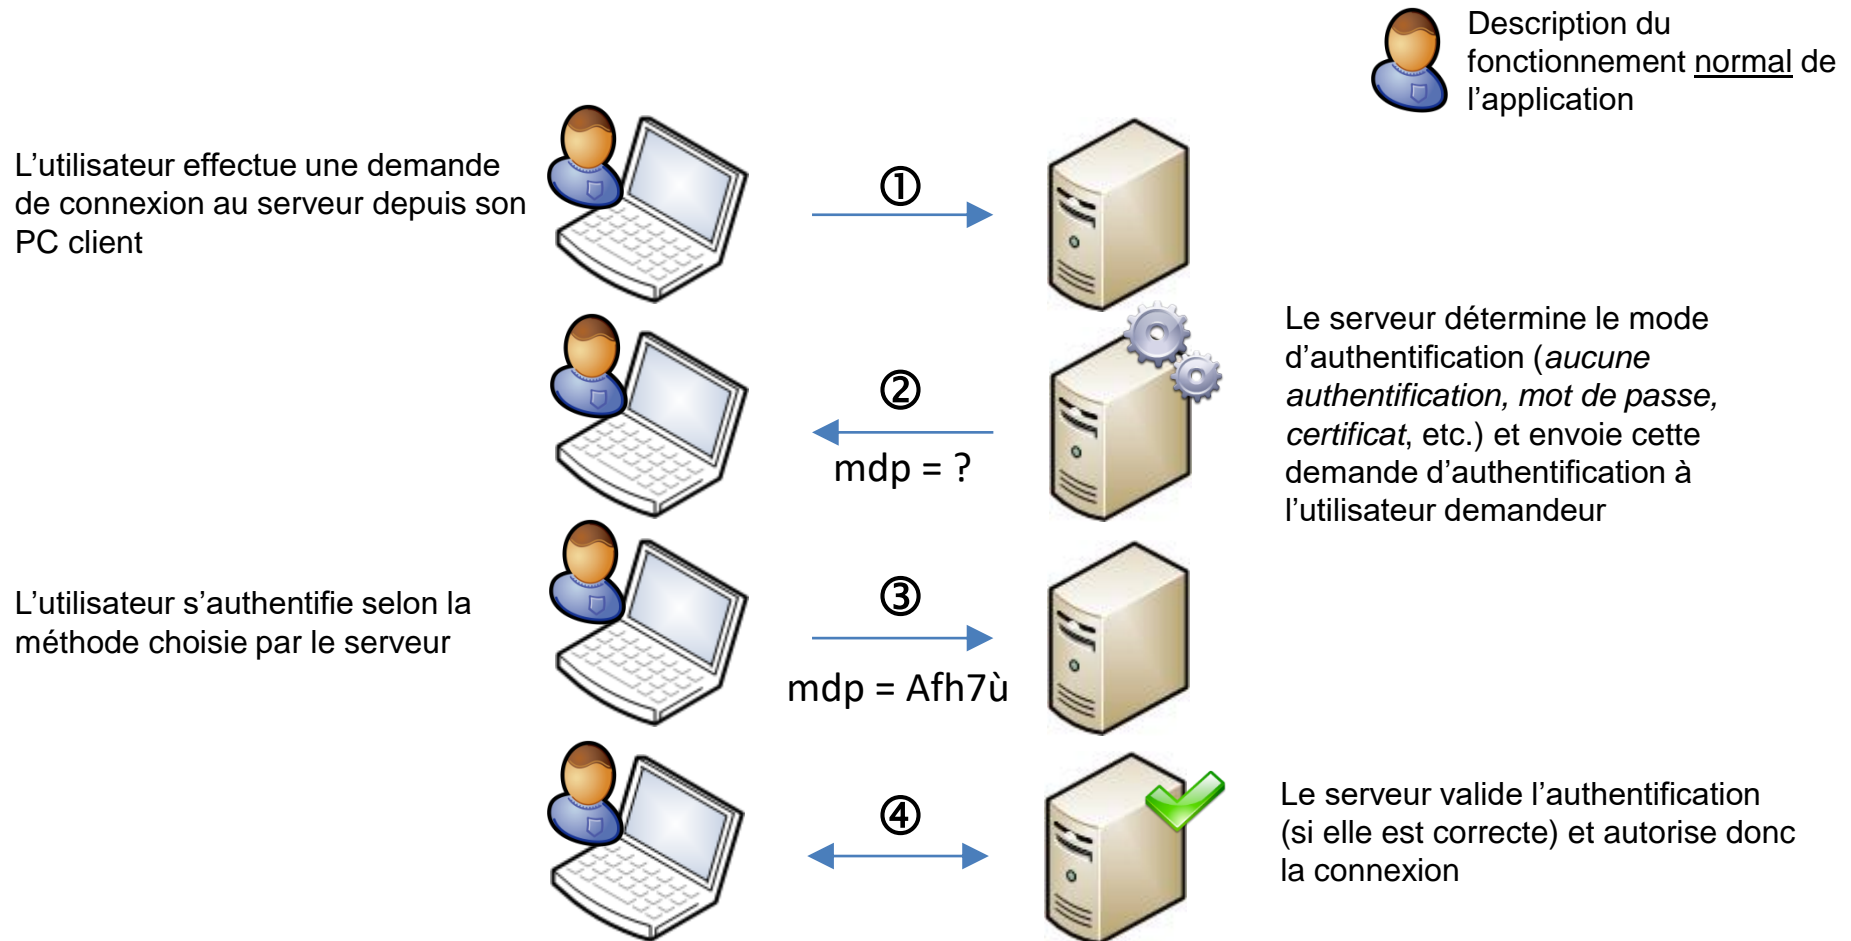 Description du
fonctionnement normal de
l’application
L’utilisateur effectue une demande
de connexion au serveur depuis son
PC client
①
Le serveur détermine le mode
d’authentification (aucune
authentification, mot de passe,
certificat, etc.) et envoie cette
demande d’authentification à
l’utilisateur demandeur
②
mdp = ?
L’utilisateur s’authentifie selon la
méthode choisie par le serveur
③
mdp = Afh7ù
④
Le serveur valide l’authentification
(si elle est correcte) et autorise donc
la connexion